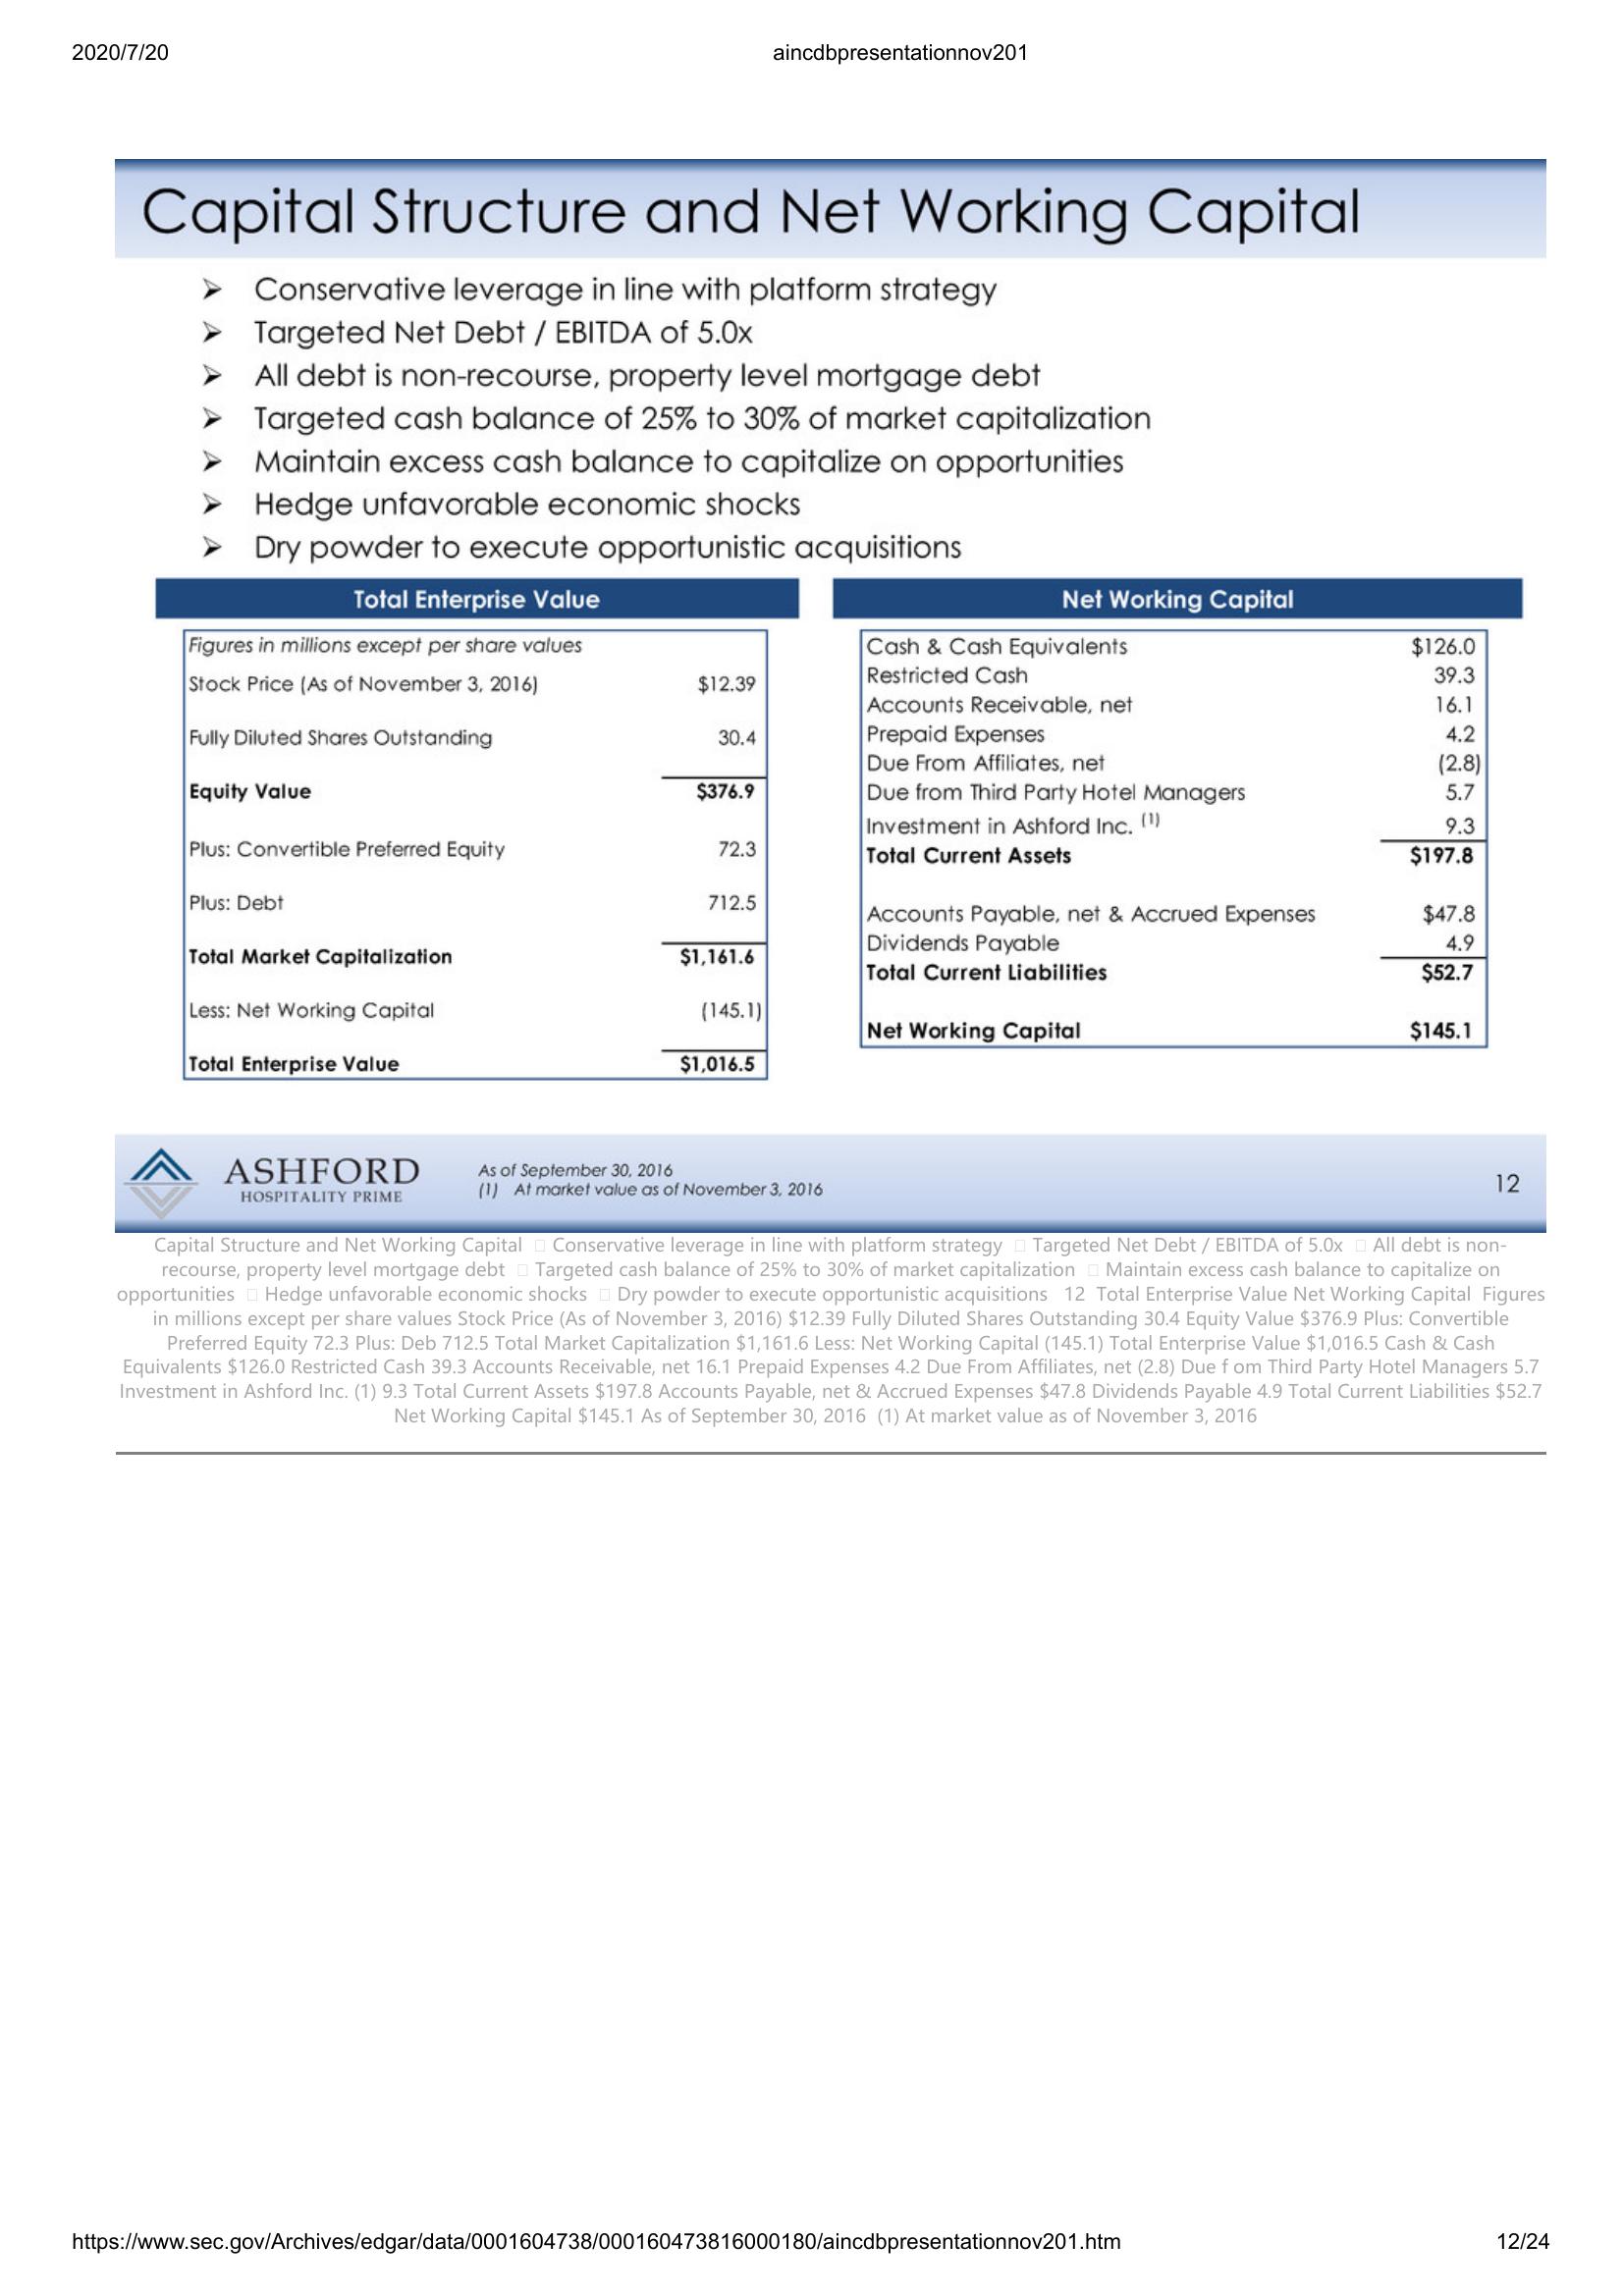 2020/7/20 aincdbpresentationnov201
Capital Structure and Net Working Capital
➢ Conservative leverage in line with platform strategy
➢ Targeted Net Debt / EBITDA of 5.0x
➢ All debt is non-recourse, property level mortgage debt
➢ Targeted cash balance of 25% to 30% of market capitalization
➢ Maintain excess cash balance to capitalize on opportunities
➢ Hedge unfavorable economic shocks
➢ Dry powder to execute opportunistic acquisitions
Total Enterprise Value
Figures in millions except per share values
Stock Price (As of November 3, 2016) $12.39
Fully Diluted Shares Outstanding 30.4
Equity Value $376.9
Plus: Convertible Preferred Equity 72.3
Plus: Debt 712.5
Total Market Capitalization $1,161.6
Less: Net Working Capital (145.1)
Total Enterprise Value $1,016.5
Net Working Capital
Cash & Cash Equivalents $126.0
Restricted Cash 39.3
Accounts Receivable, net 16.1
Prepaid Expenses 4.2
Due From Affiliates, net (2.8)
Due from Third Party Hotel Managers 5.7
Investment in Ashford Inc. (1) 9.3
Total Current Assets $197.8
Accounts Payable, net & Accrued Expenses $47.8
Dividends Payable 4.9
Total Current Liabilities $52.7
Net Working Capital $145.1
ASHFORD
HOSPITALITY PRIME
As of September 30, 2016
(1) At market value as of November 3, 2016
12
Capital Structure and Net Working Capital  Conservative leverage in line with platform strategy  Targeted Net Debt / EBITDA of 5.0x  All debt is non-
recourse, property level mortgage debt  Targeted cash balance of 25% to 30% of market capitalization  Maintain excess cash balance to capitalize on
opportunities  Hedge unfavorable economic shocks  Dry powder to execute opportunistic acquisitions 12 Total Enterprise Value Net Working Capital Figures
in millions except per share values Stock Price (As of November 3, 2016) $12.39 Fully Diluted Shares Outstanding 30.4 Equity Value $376.9 Plus: Convertible
Preferred Equity 72.3 Plus: Deb 712.5 Total Market Capitalization $1,161.6 Less: Net Working Capital (145.1) Total Enterprise Value $1,016.5 Cash & Cash
Equivalents $126.0 Restricted Cash 39.3 Accounts Receivable, net 16.1 Prepaid Expenses 4.2 Due From Affiliates, net (2.8) Due f om Third Party Hotel Managers 5.7
Investment in Ashford Inc. (1) 9.3 Total Current Assets $197.8 Accounts Payable, net & Accrued Expenses $47.8 Dividends Payable 4.9 Total Current Liabilities $52.7
Net Working Capital $145.1 As of September 30, 2016 (1) At market value as of November 3, 2016
https://www.sec.gov/Archives/edgar/data/0001604738/000160473816000180/aincdbpresentationnov201.htm 12/24